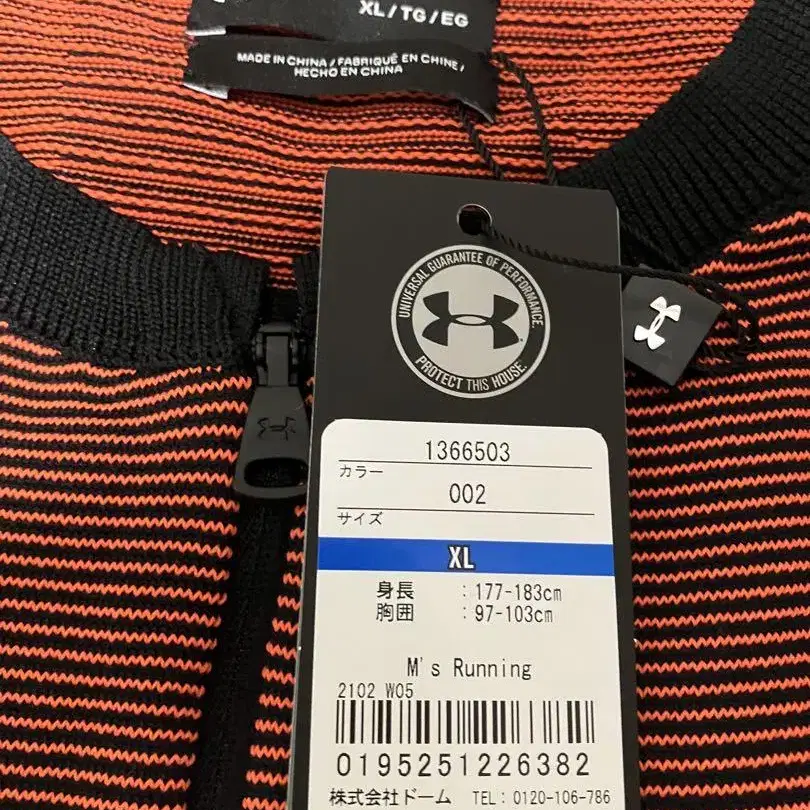 XL/TG/EG
MADE IN CHINA / FABRIQUÉ EN CHINE /
HECHO EN CHINA
UNIVERSAL GUARANTEE OF PERFORMANCE.
PROTECT THIS HOUSE.
1366503
カラー
002
サイズ
XL
身長 :177-183cm
胸囲 :97-103cm
M's Running
2102 W05
0195251226382
株式会社ドーム TEL: 0120-106-786